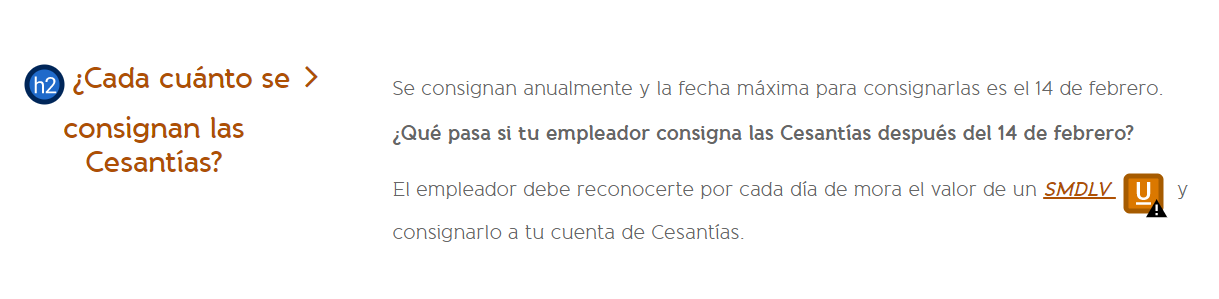 h2 ¿Cada cuánto se >
consignan las
Cesantías?
Se consignan anualmente y la fecha máxima para consignarlas es el 14 de febrero.
¿Qué pasa si tu empleador consigna las Cesantías después del 14 de febrero?
El empleador debe reconocerte por cada día de mora el valor de un SMDLV U y
consignarlo a tu cuenta de Cesantías.